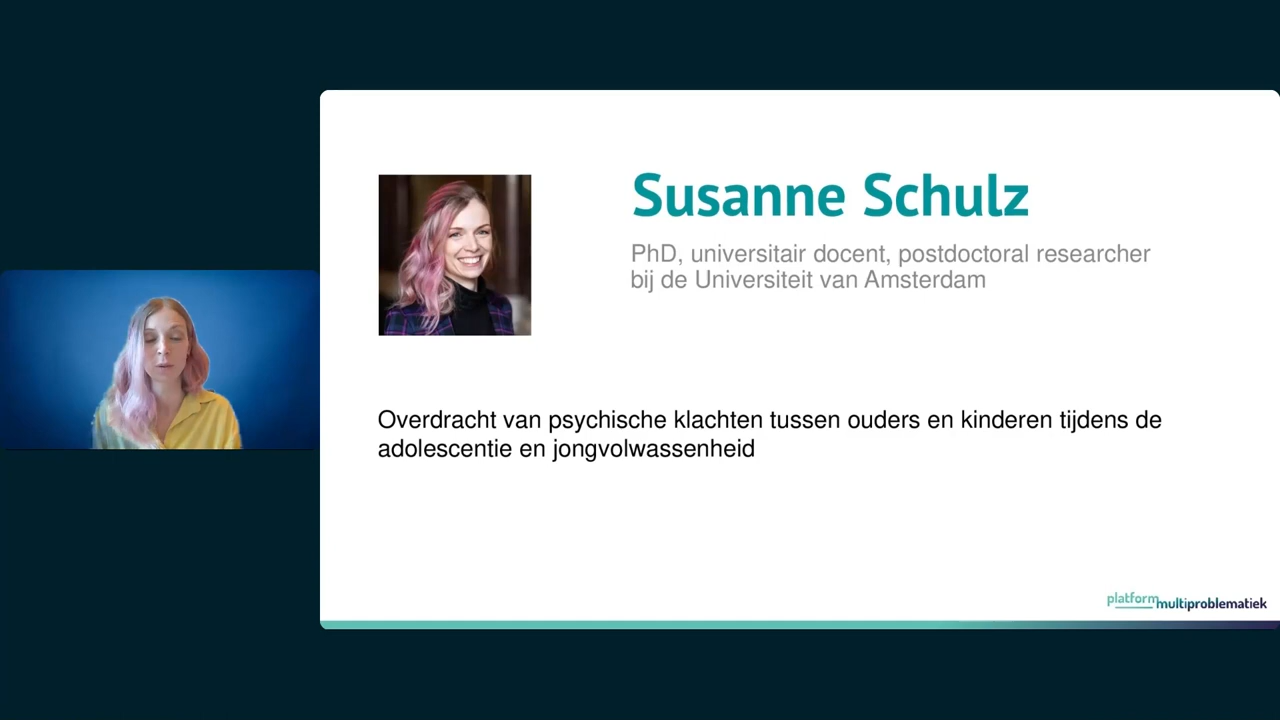 Susanne Schulz
PhD, universitair docent, postdoctoral researcher
bij de Universiteit van Amsterdam
Overdracht van psychische klachten tussen ouders en kinderen tijdens de
adolescentie en jongvolwassenheid
platform
multiproblematiek